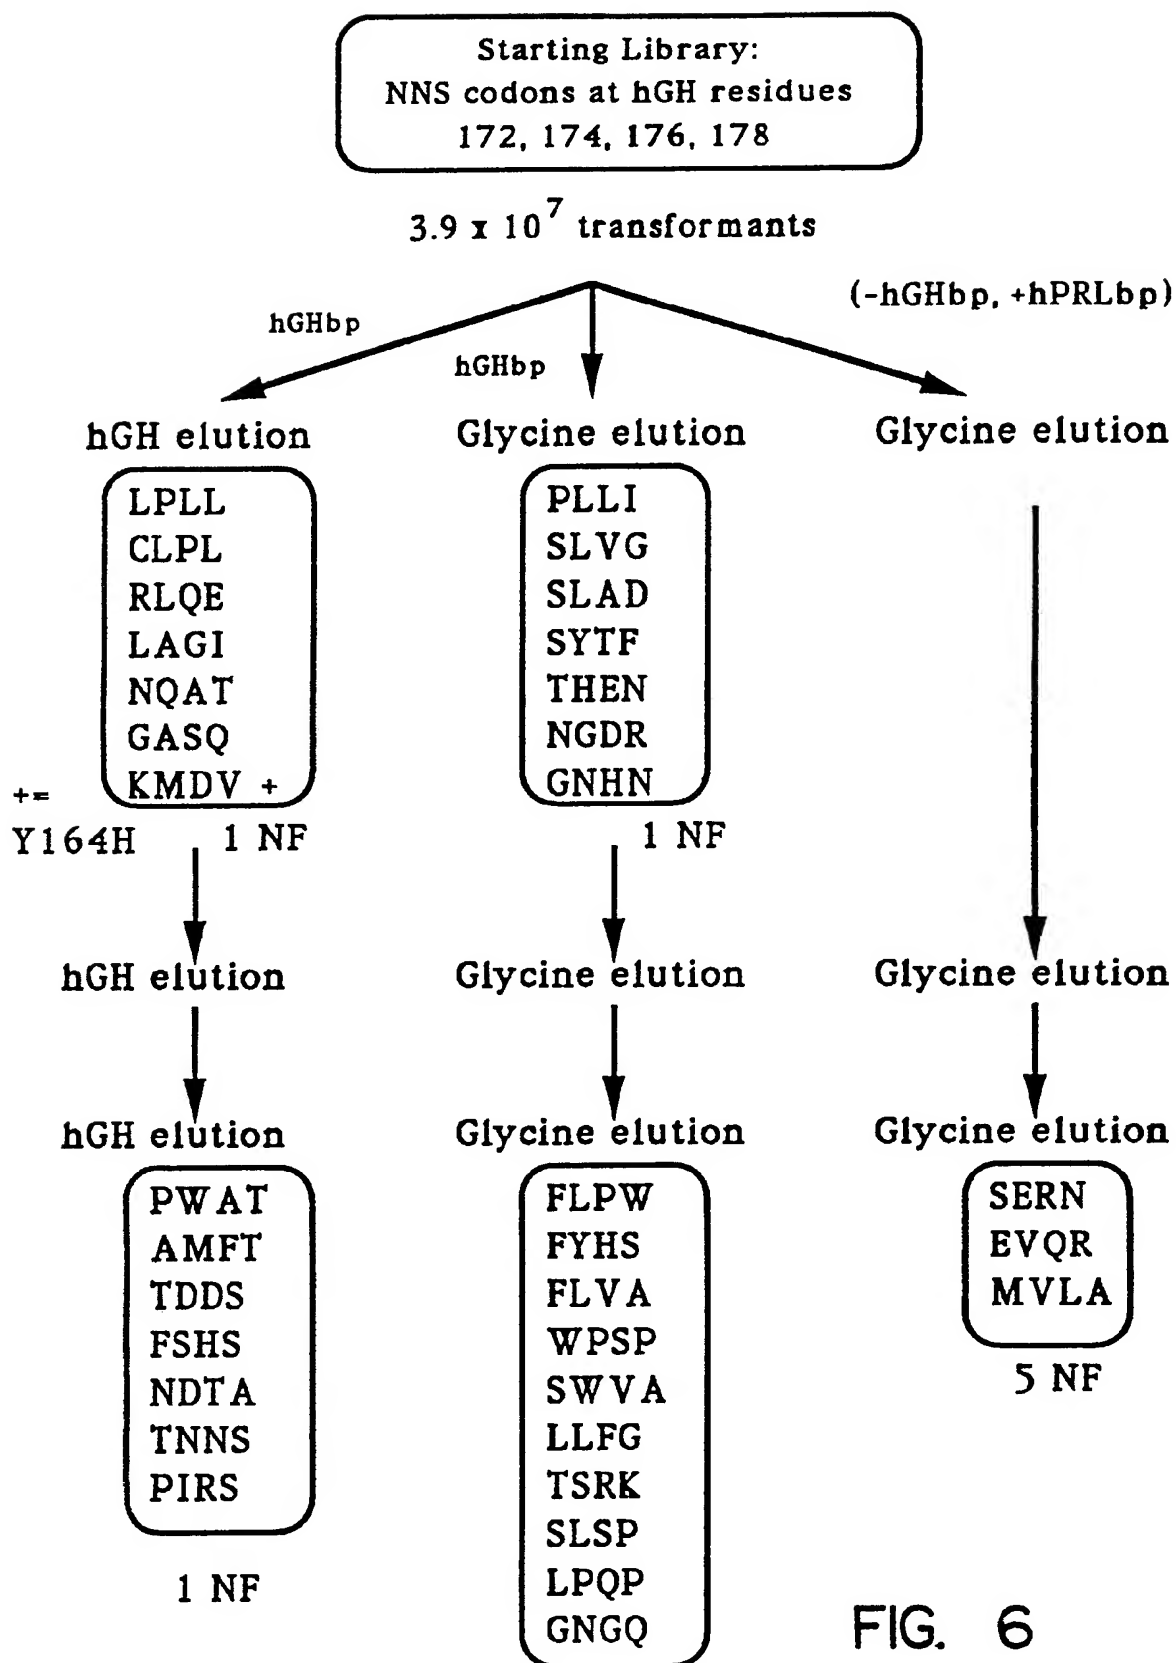 Starting Library:
NNS codons at hGH residues
172, 174, 176, 178
3.9 x 10^7 transformants
(-hGHbp, +hPRLbp)
hGHbp
hGHbp
hGH elution
Glycine elution
Glycine elution
LPLL
CLPL
RLQE
LAGI
NQAT
GASQ
KMDV +
+=
Y164H
1 NF
PLLI
SLVG
SLAD
SYTF
THEN
NGDR
GNHN
1 NF
hGH elution
Glycine elution
Glycine elution
hGH elution
Glycine elution
Glycine elution
PWAT
AMFT
TDDS
FSHS
NDTA
TNNS
PIRS
1 NF
FLPW
FYHS
FLVA
WPSP
SWVA
LLFG
TSRK
SLSP
LPQP
GNGQ
SERN
EVQR
MVLA
5 NF
FIG. 6